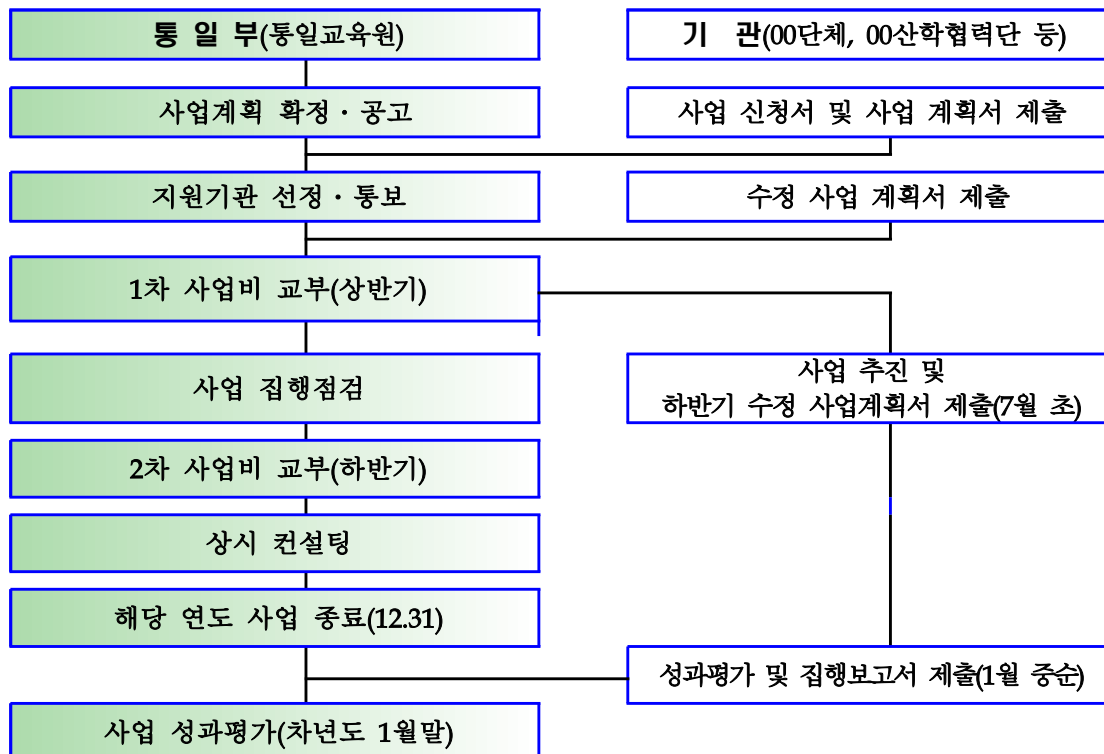 통 일 부(통일교육원)
기 관(00단체, 00산학협력단 등)
사업계획 확정·공고
사업 신청서 및 사업 계획서 제출
지원기관 선정·통보
수정 사업 계획서 제출
1차 사업비 교부(상반기)
사업 집행점검
사업 추진 및
하반기 수정 사업계획서 제출(7월 초)
2차 사업비 교부(하반기)
상시 컨설팅
해당 연도 사업 종료(12.31)
성과평가 및 집행보고서 제출(1월 중순)
사업 성과평가(차년도 1월말)